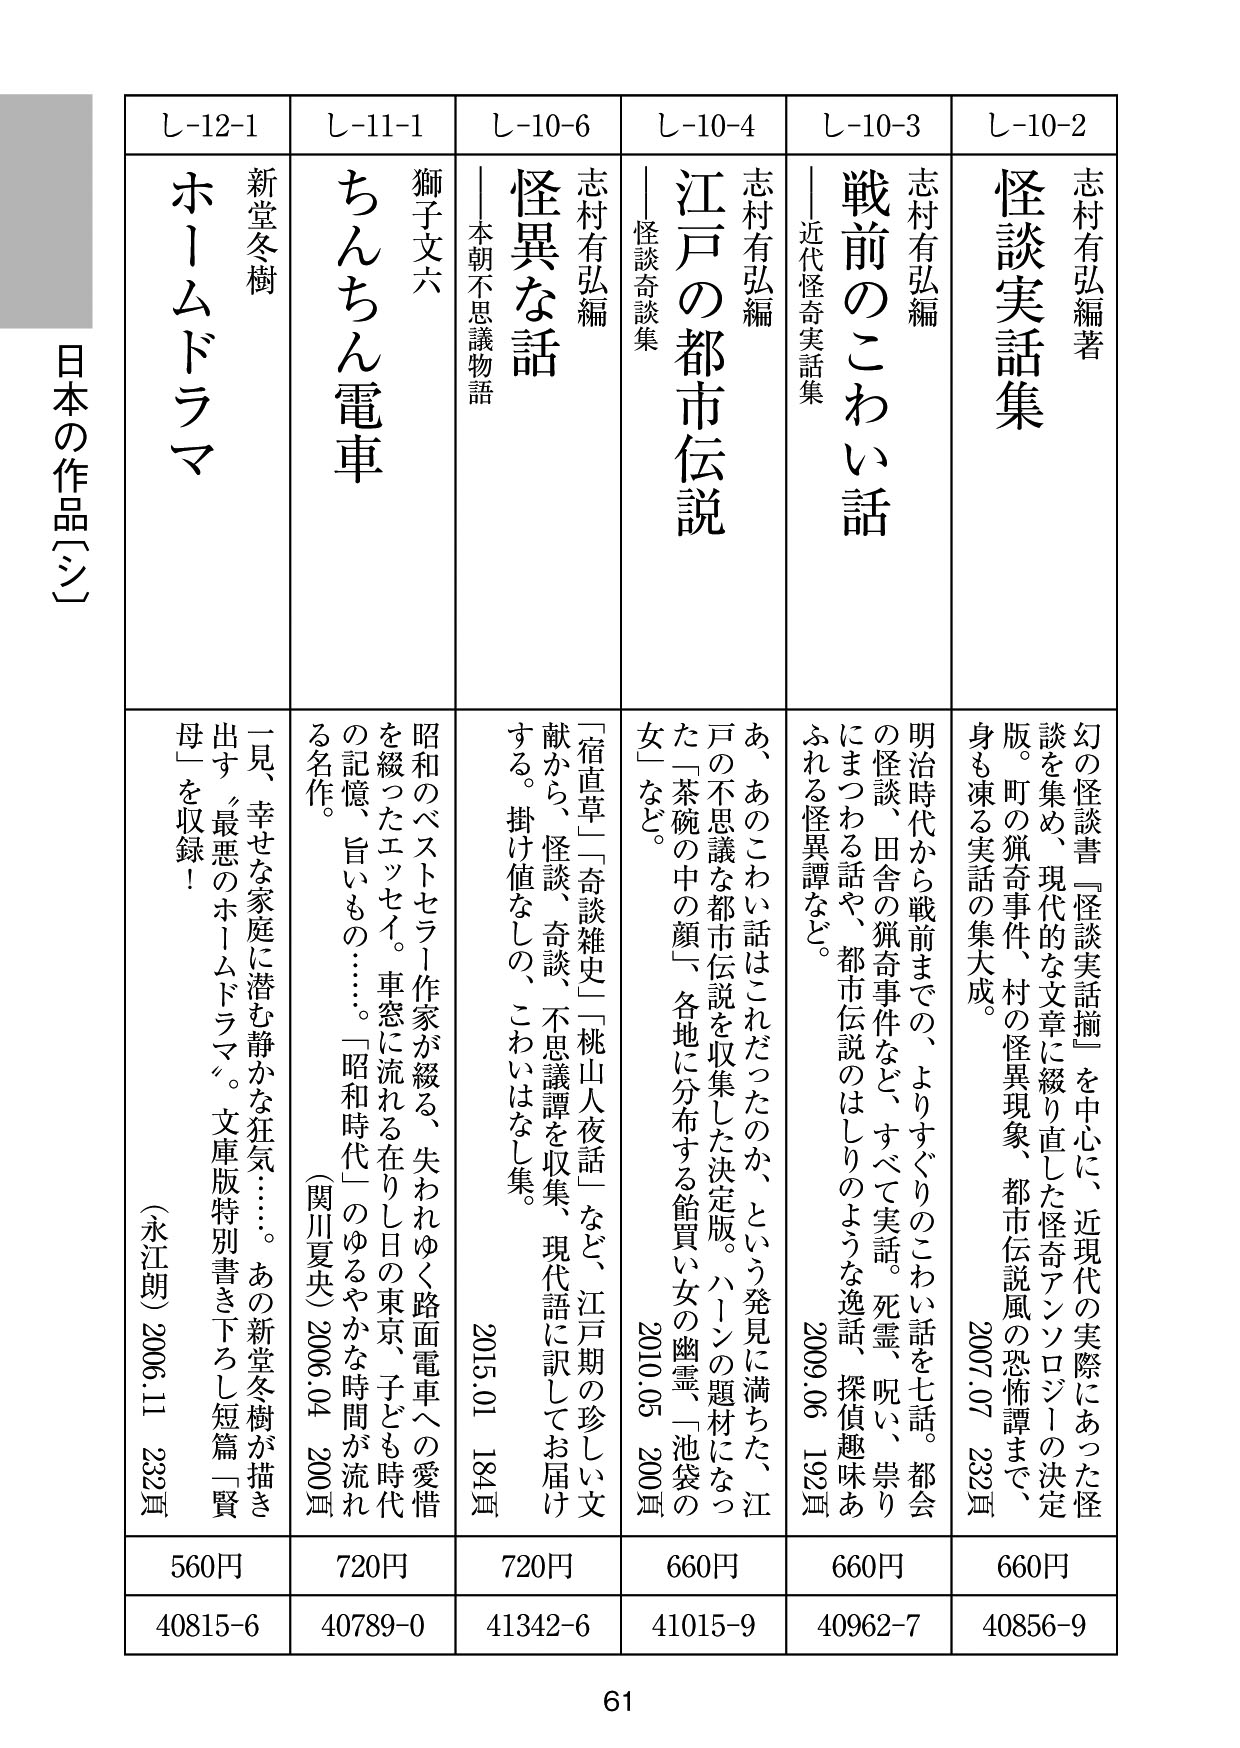 し-10-2
志村有弘編著
怪談実話集
幻の怪談書『怪談実話揃』を中心に、近現代の実際にあった怪
談を集め、現代的な文章に綴り直した怪奇アンソロジーの決定
版。町の猟奇事件、村の怪異現象、都市伝説風の恐怖譚まで、
身も凍る実話の集大成。
2007.07 232頁
660円
40856-9
し-10-3
志村有弘編
戦前のこわい話
――近代怪奇実話集
明治時代から戦前までの、よりすぐりのこわい話を七話。都会
の怪談、田舎の猟奇事件など、すべて実話。死霊、呪い、祟り
にまつわる話や、都市伝説のはしりのような逸話、探偵趣味あ
ふれる怪異譚など。
2009.06 192頁
660円
40962-7
し-10-4
志村有弘編
江戸の都市伝説
――怪談奇談集
あ、あのこわい話はこれだったのか、という発見に満ちた、江
戸の不思議な都市伝説を収集した決定版。ハーンの題材になっ
た「茶碗の中の顔」、各地に分布する飴買い女の幽霊、「池袋の
女」など。
2010.05 200頁
660円
41015-9
し-10-6
志村有弘編
怪異な話
――本朝不思議物語
「宿直草」「奇談雑史」「桃山人夜話」など、江戸期の珍しい文
献から、怪談、奇談、不思議譚を収集、現代語に訳してお届け
する。掛け値なしの、こわいはなし集。
2015.01 184頁
720円
41342-6
し-11-1
獅子文六
ちんちん電車
昭和のベストセラー作家が綴る、失われゆく路面電車への愛惜
を綴ったエッセイ。車窓に流れる在りし日の東京、子ども時代
の記憶、旨いもの……。「昭和時代」のゆるやかな時間が流れ
る名作。
（関川夏央）2006.04 200頁
720円
40789-0
し-12-1
新堂冬樹
ホームドラマ
一見、幸せな家庭に潜む静かな狂気……。あの新堂冬樹が描き
出す〝最悪のホームドラマ〟。文庫版特別書き下ろし短篇「賢
母」を収録！
（永江朗）2006.11 232頁
560円
40815-6
日本の作品〔シ〕
61